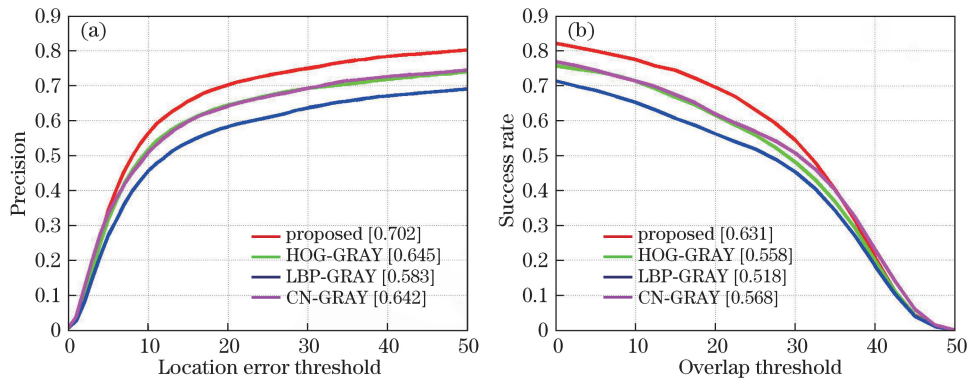 (a)
0.9
0.8
0.7
0.6
0.5
0.4
0.3
0.2
0.1
0
Precision
proposed [0.702]
HOG-GRAY [0.645]
LBP-GRAY [0.583]
CN-GRAY [0.642]
0 10 20 30 40 50
Location error threshold
(b)
0.9
0.8
0.7
0.6
0.5
0.4
0.3
0.2
0.1
0
Success rate
proposed [0.631]
HOG-GRAY [0.558]
LBP-GRAY [0.518]
CN-GRAY [0.568]
0 10 20 30 40 50
Overlap threshold